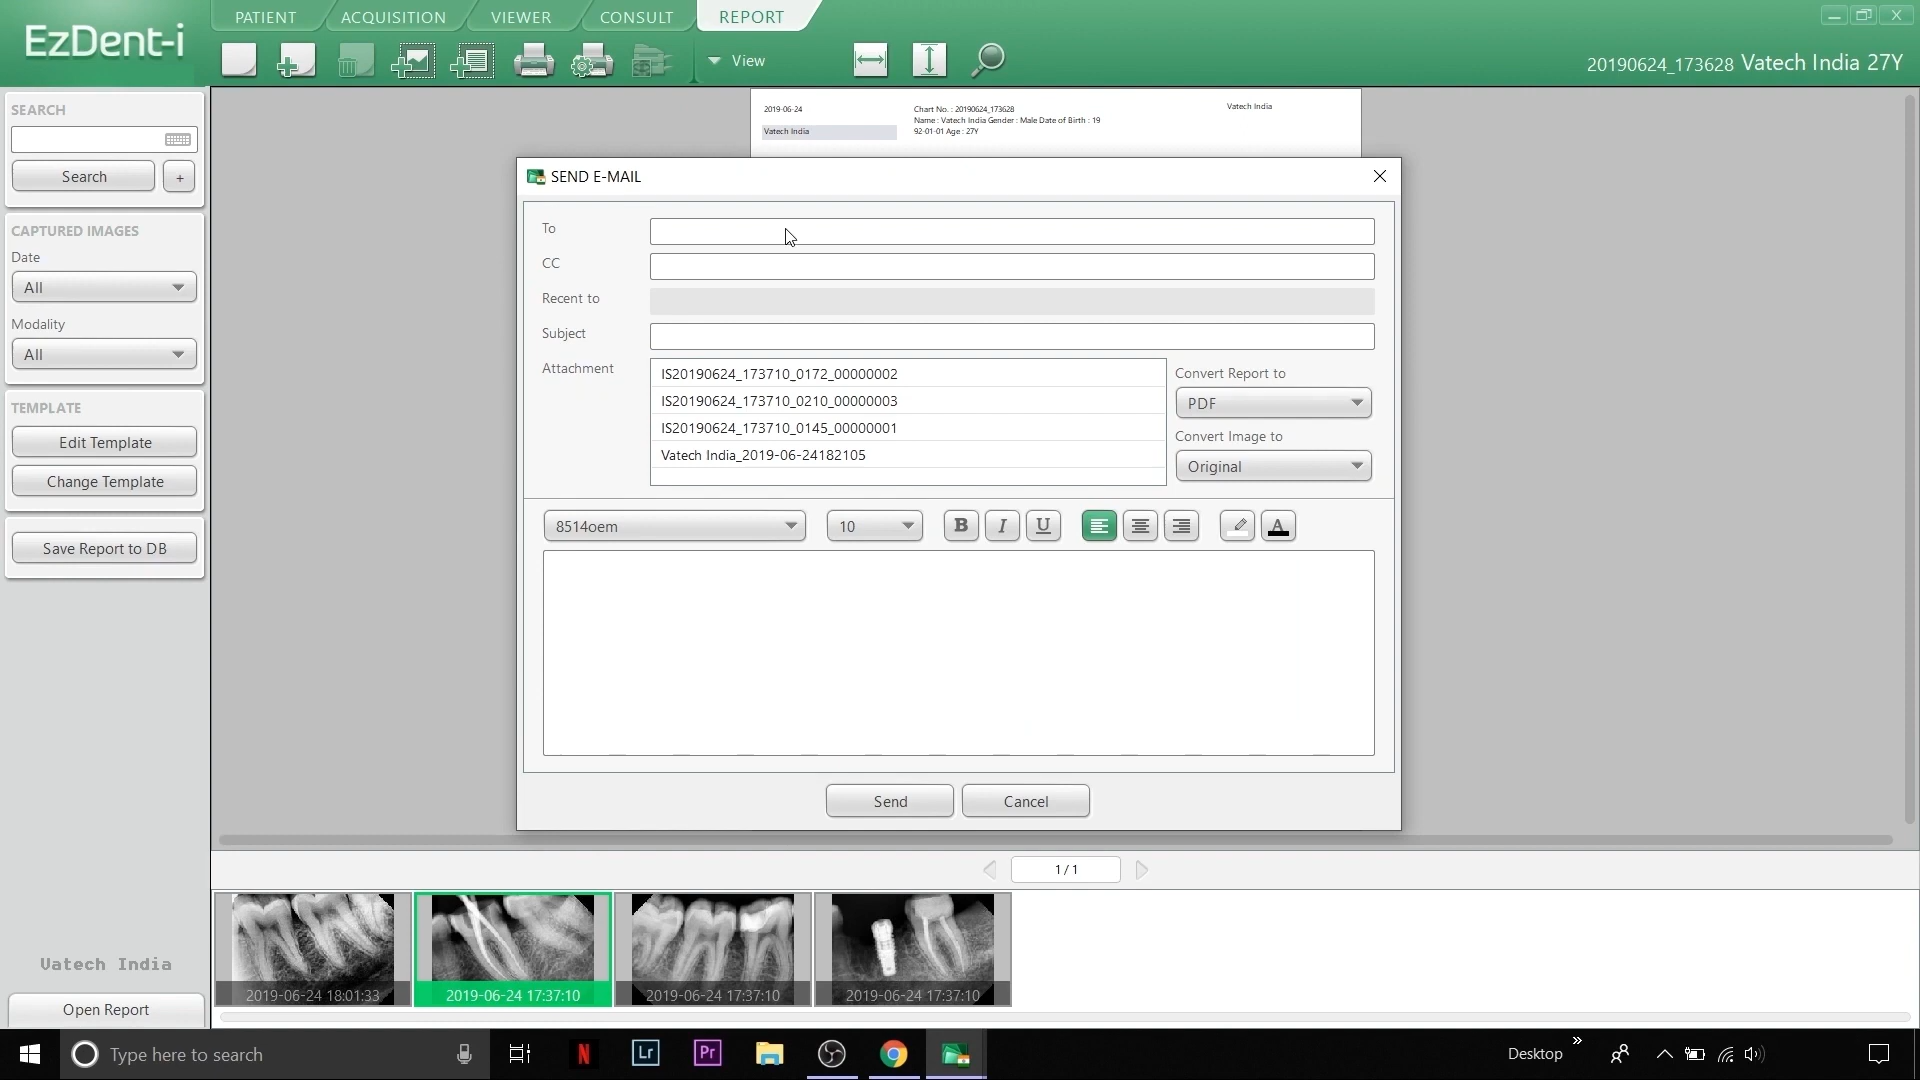 EzDent-i
PATIENT
ACQUISITION
VIEWER
CONSULT
REPORT
View
20190624_173628 Vatech India 27Y
SEARCH
Search
+
CAPTURED IMAGES
Date
All
Modality
All
TEMPLATE
Edit Template
Change Template
Save Report to DB
Vatech India
Open Report
2019-06-24
Vatech India
Chart No. : 20190624_173628
Name : Vatech India Gender : Male Date of Birth : 19
92-01-01 Age : 27Y
Vatech India
SEND E-MAIL
To
CC
Recent to
Subject
Attachment
IS20190624_173710_0172_00000002
IS20190624_173710_0210_00000003
IS20190624_173710_0145_00000001
Vatech India_2019-06-24182105
Convert Report to
PDF
Convert Image to
Original
8514oem
10
B
I
U
A
Send
Cancel
1 / 1
2019-06-24 18:01:33
2019-06-24 17:37:10
2019-06-24 17:37:10
2019-06-24 17:37:10
Type here to search
N
Lr
Pr
Desktop